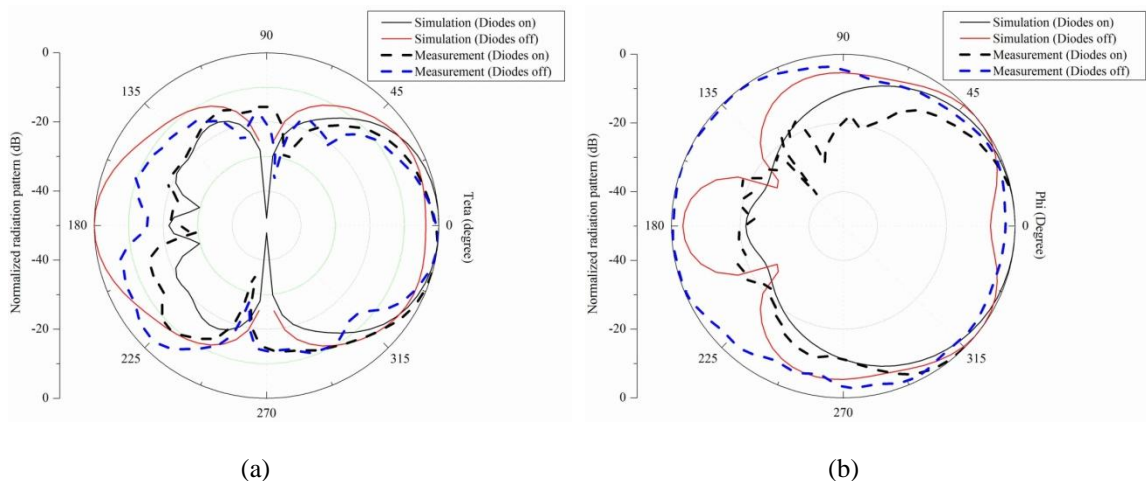 Simulation (Diodes on)
Simulation (Diodes off)
Measurement (Diodes on)
Measurement (Diodes off)
Normalized radiation pattern (dB)
0
-20
-40
-40
-20
0
90
135
45
180
0
225
315
270
Teta (degree)
(a)
Simulation (Diodes on)
Simulation (Diodes off)
Measurement (Diodes on)
Measurement (Diodes off)
Normalized radiation pattern (dB)
0
-20
-40
-40
-20
0
90
135
45
180
0
225
315
270
Phi (Degree)
(b)